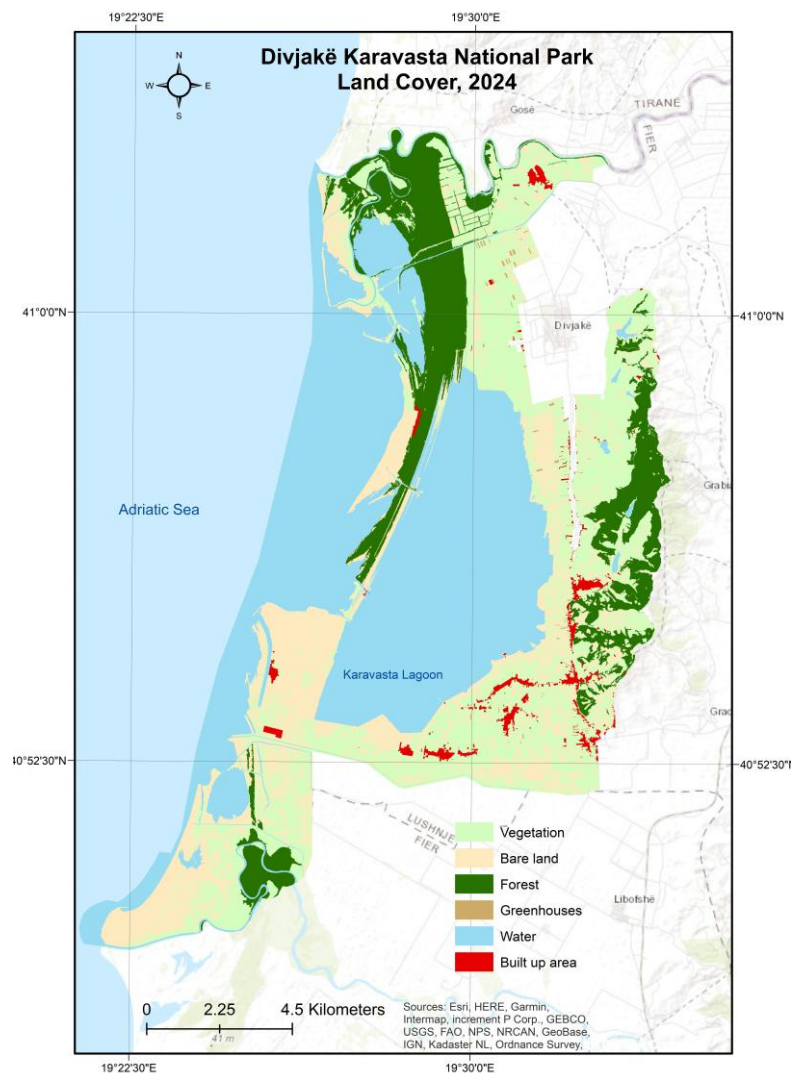 19°22'30"E
19°30'0"E
Divjakë Karavasta National Park
Land Cover, 2024
N
W
E
S
Gosë
TIRANE
FIER
41°0'0"N
41°0'0"N
Divjakë
Adriatic Sea
Karavasta Lagoon
40°52'30"N
LUSHNJE
FIER
Vegetation
Bare land
Forest
Greenhouses
Water
Built up area
Libofshë
0 2.25 4.5 Kilometers
41 m
Sources: Esri, HERE, Garmin,
Intermap, increment P Corp., GEBCO,
USGS, FAO, NPS, NRCAN, GeoBase,
IGN, Kadaster NL, Ordnance Survey,
19°22'30"E
19°30'0"E